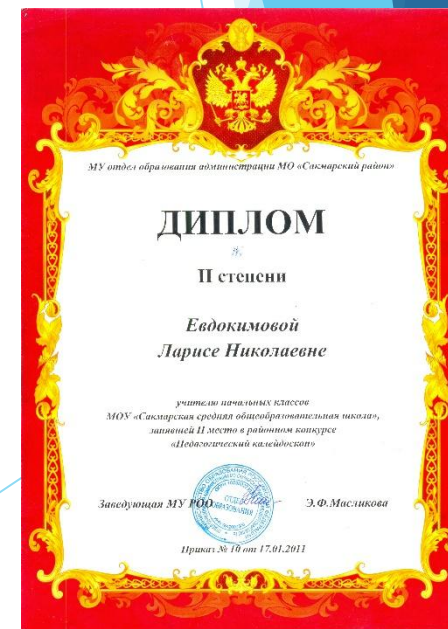 МУ отдел образования администрации МО «Сакмарский район»
ДИПЛОМ
II степени
Евдокимовой
Ларисе Николаевне
учителю начальных классов
МОУ «Сакмарская средняя общеобразовательная школа»,
занявшей II место в районном конкурсе
«Педагогический калейдоскоп»
ОТДЕЛ
ОБРАЗОВАНИЯ
Заведующая МУ РОО Э.Ф.Масликова
Приказ № 10 от 17.01.2011